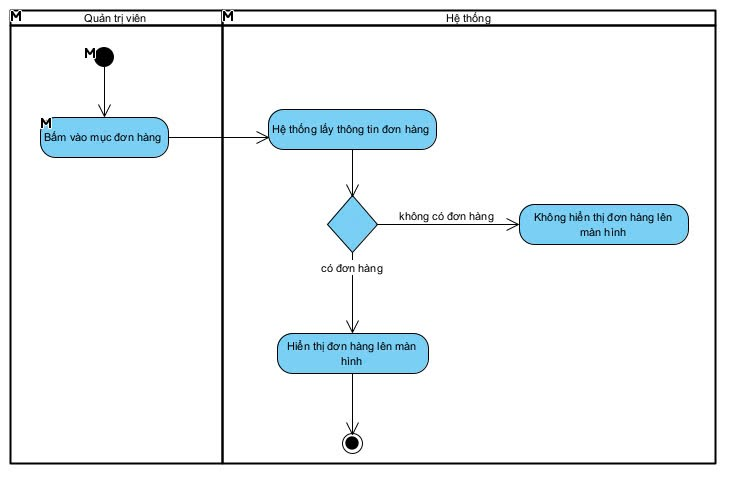 M Quản trị viên
M Hệ thống
M
M
Bấm vào mục đơn hàng
Hệ thống lấy thông tin đơn hàng
không có đơn hàng
Không hiển thị đơn hàng lên
màn hình
có đơn hàng
Hiển thị đơn hàng lên màn
hình